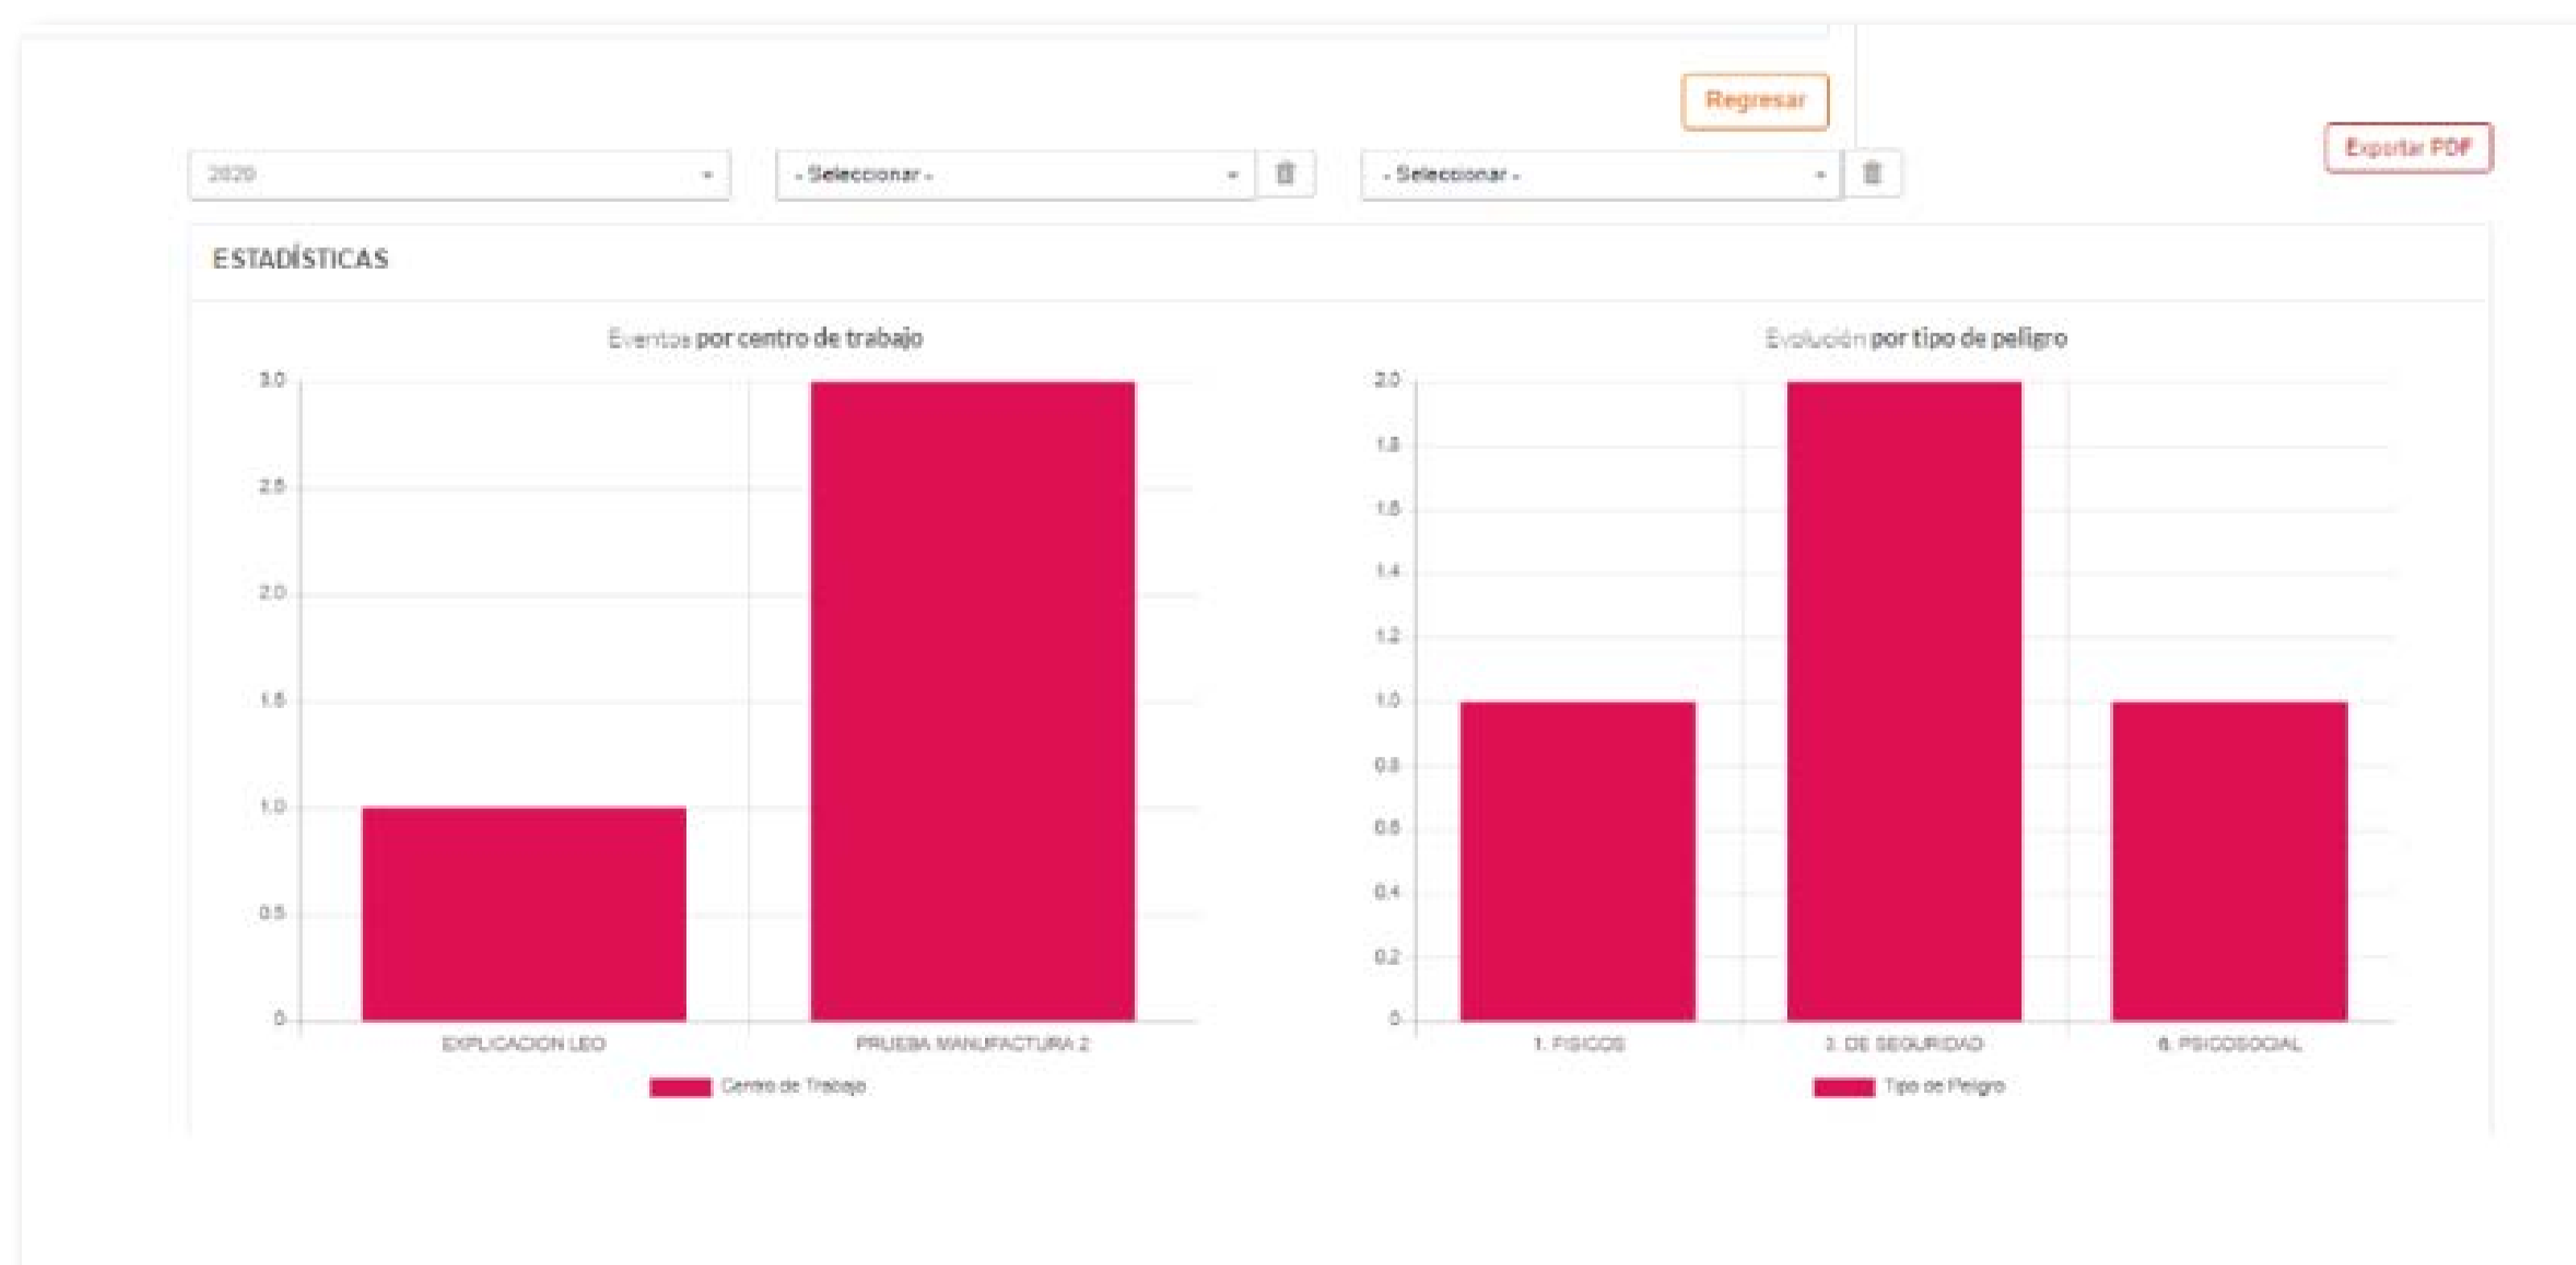 Regresar
Exportar PDF
2020
- Seleccionar -
- Seleccionar -
ESTADÍSTICAS
Eventos por centro de trabajo
3.0
2.5
2.0
1.5
1.0
0.5
0
EXPLICACION LEO
PRUEBA MANUFACTURA 2
Centro de Trabajo
Evolución por tipo de peligro
2.0
1.8
1.6
1.4
1.2
1.0
0.8
0.6
0.4
0.2
0
1. FISICOS
3. DE SEGURIDAD
6. PSICOSOCIAL
Tipo de Peligro